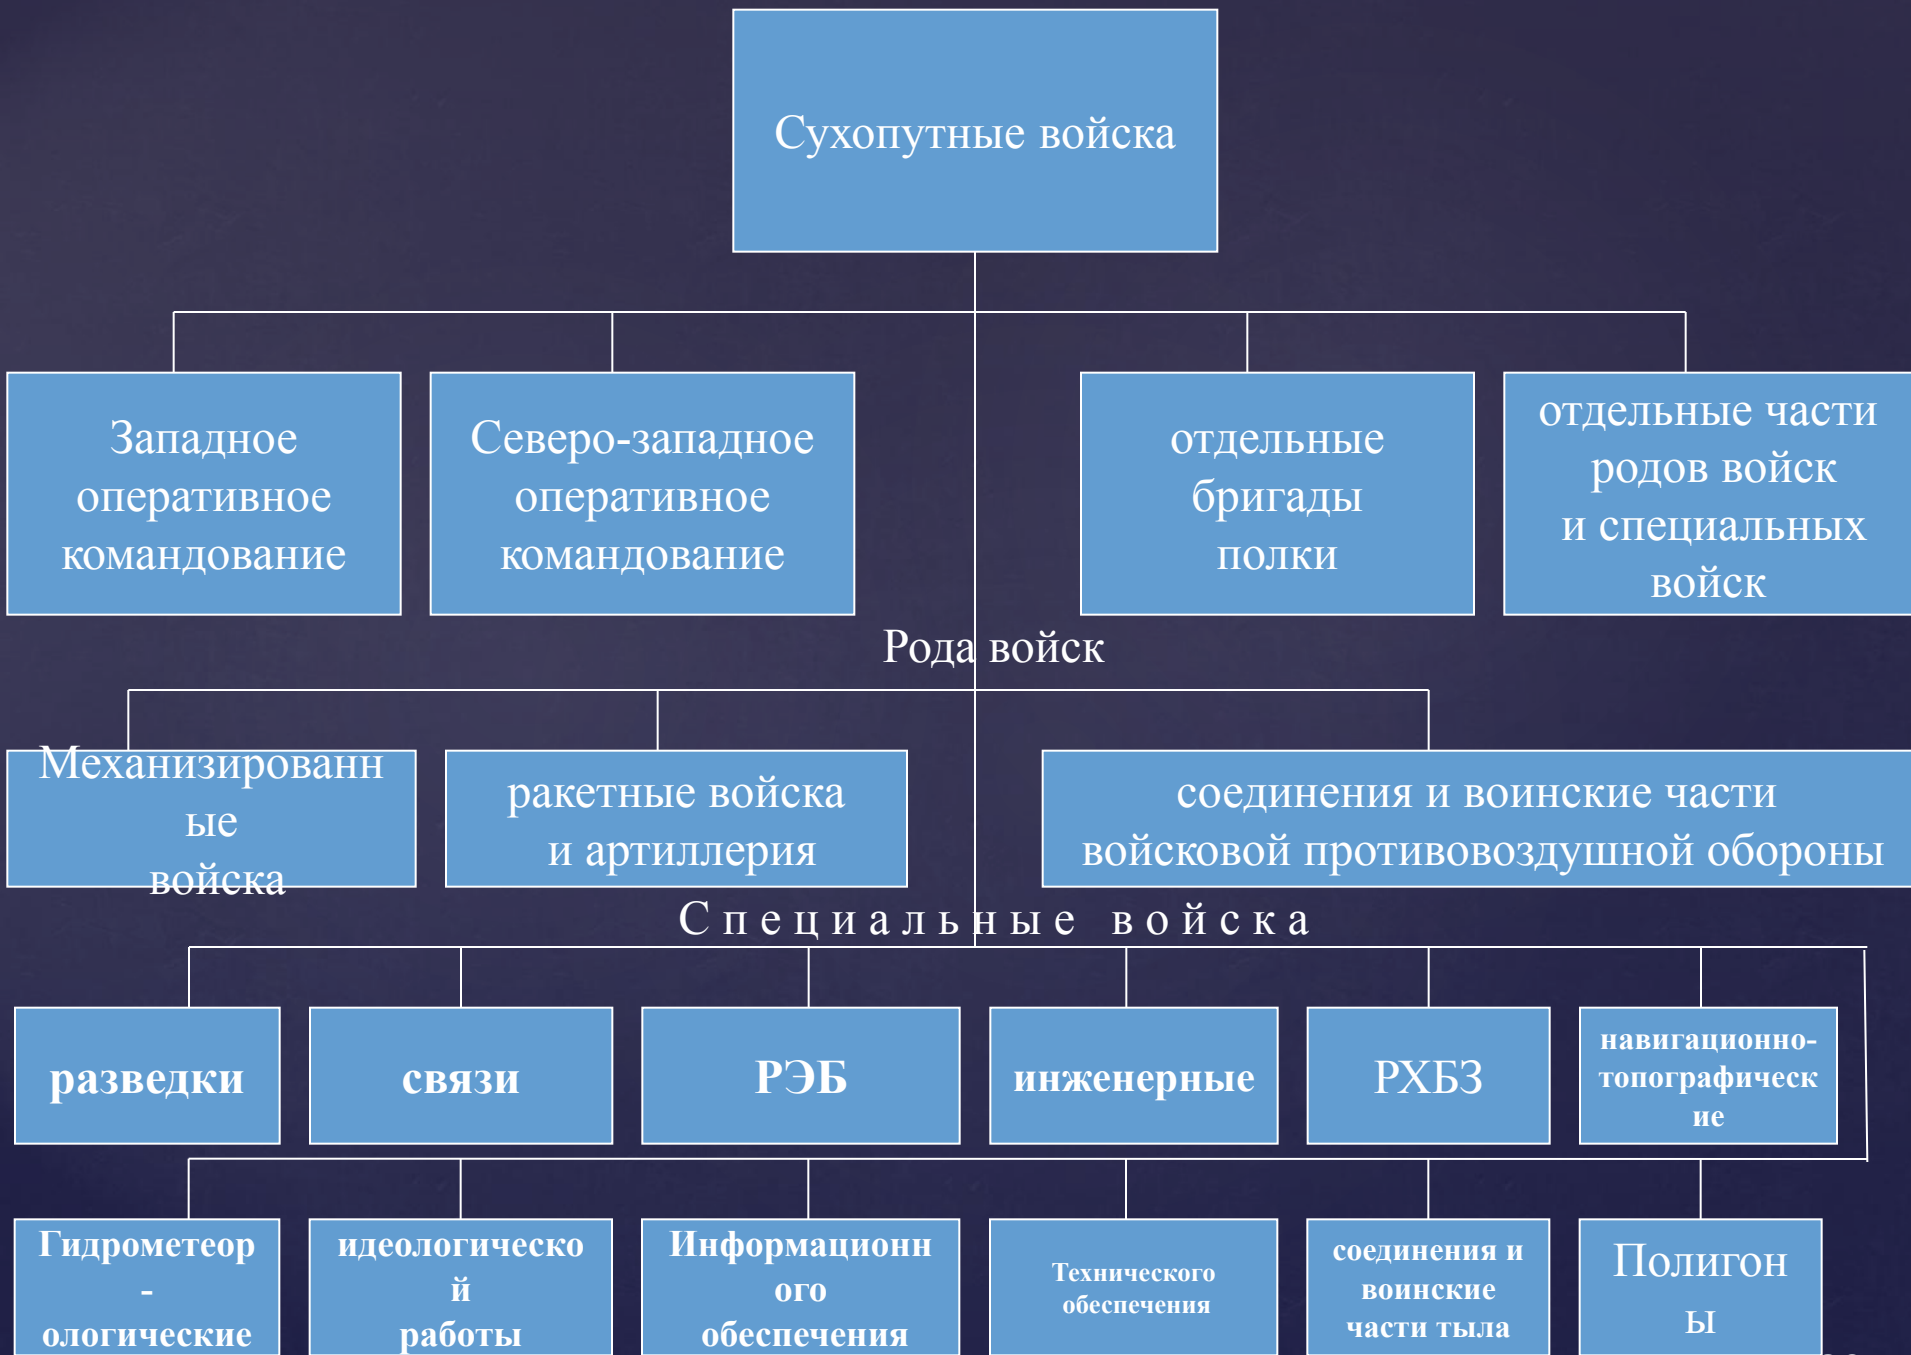 Сухопутные войска
Западное
оперативное
командование
Северо-западное
оперативное
командование
отдельные
бригады
полки
отдельные части
родов войск
и специальных
войск
Рода войск
Механизированн
ые
войска
ракетные войска
и артиллерия
соединения и воинские части
войсковой противовоздушной обороны
Специальные войска
разведки
связи
РЭБ
инженерные
РХБЗ
навигационно-
топографическ
ие
Гидрометеор
-
ологические
идеологическо
й
работы
Информационн
ого
обеспечения
Технического
обеспечения
соединения и
воинские
части тыла
Полигон
ы